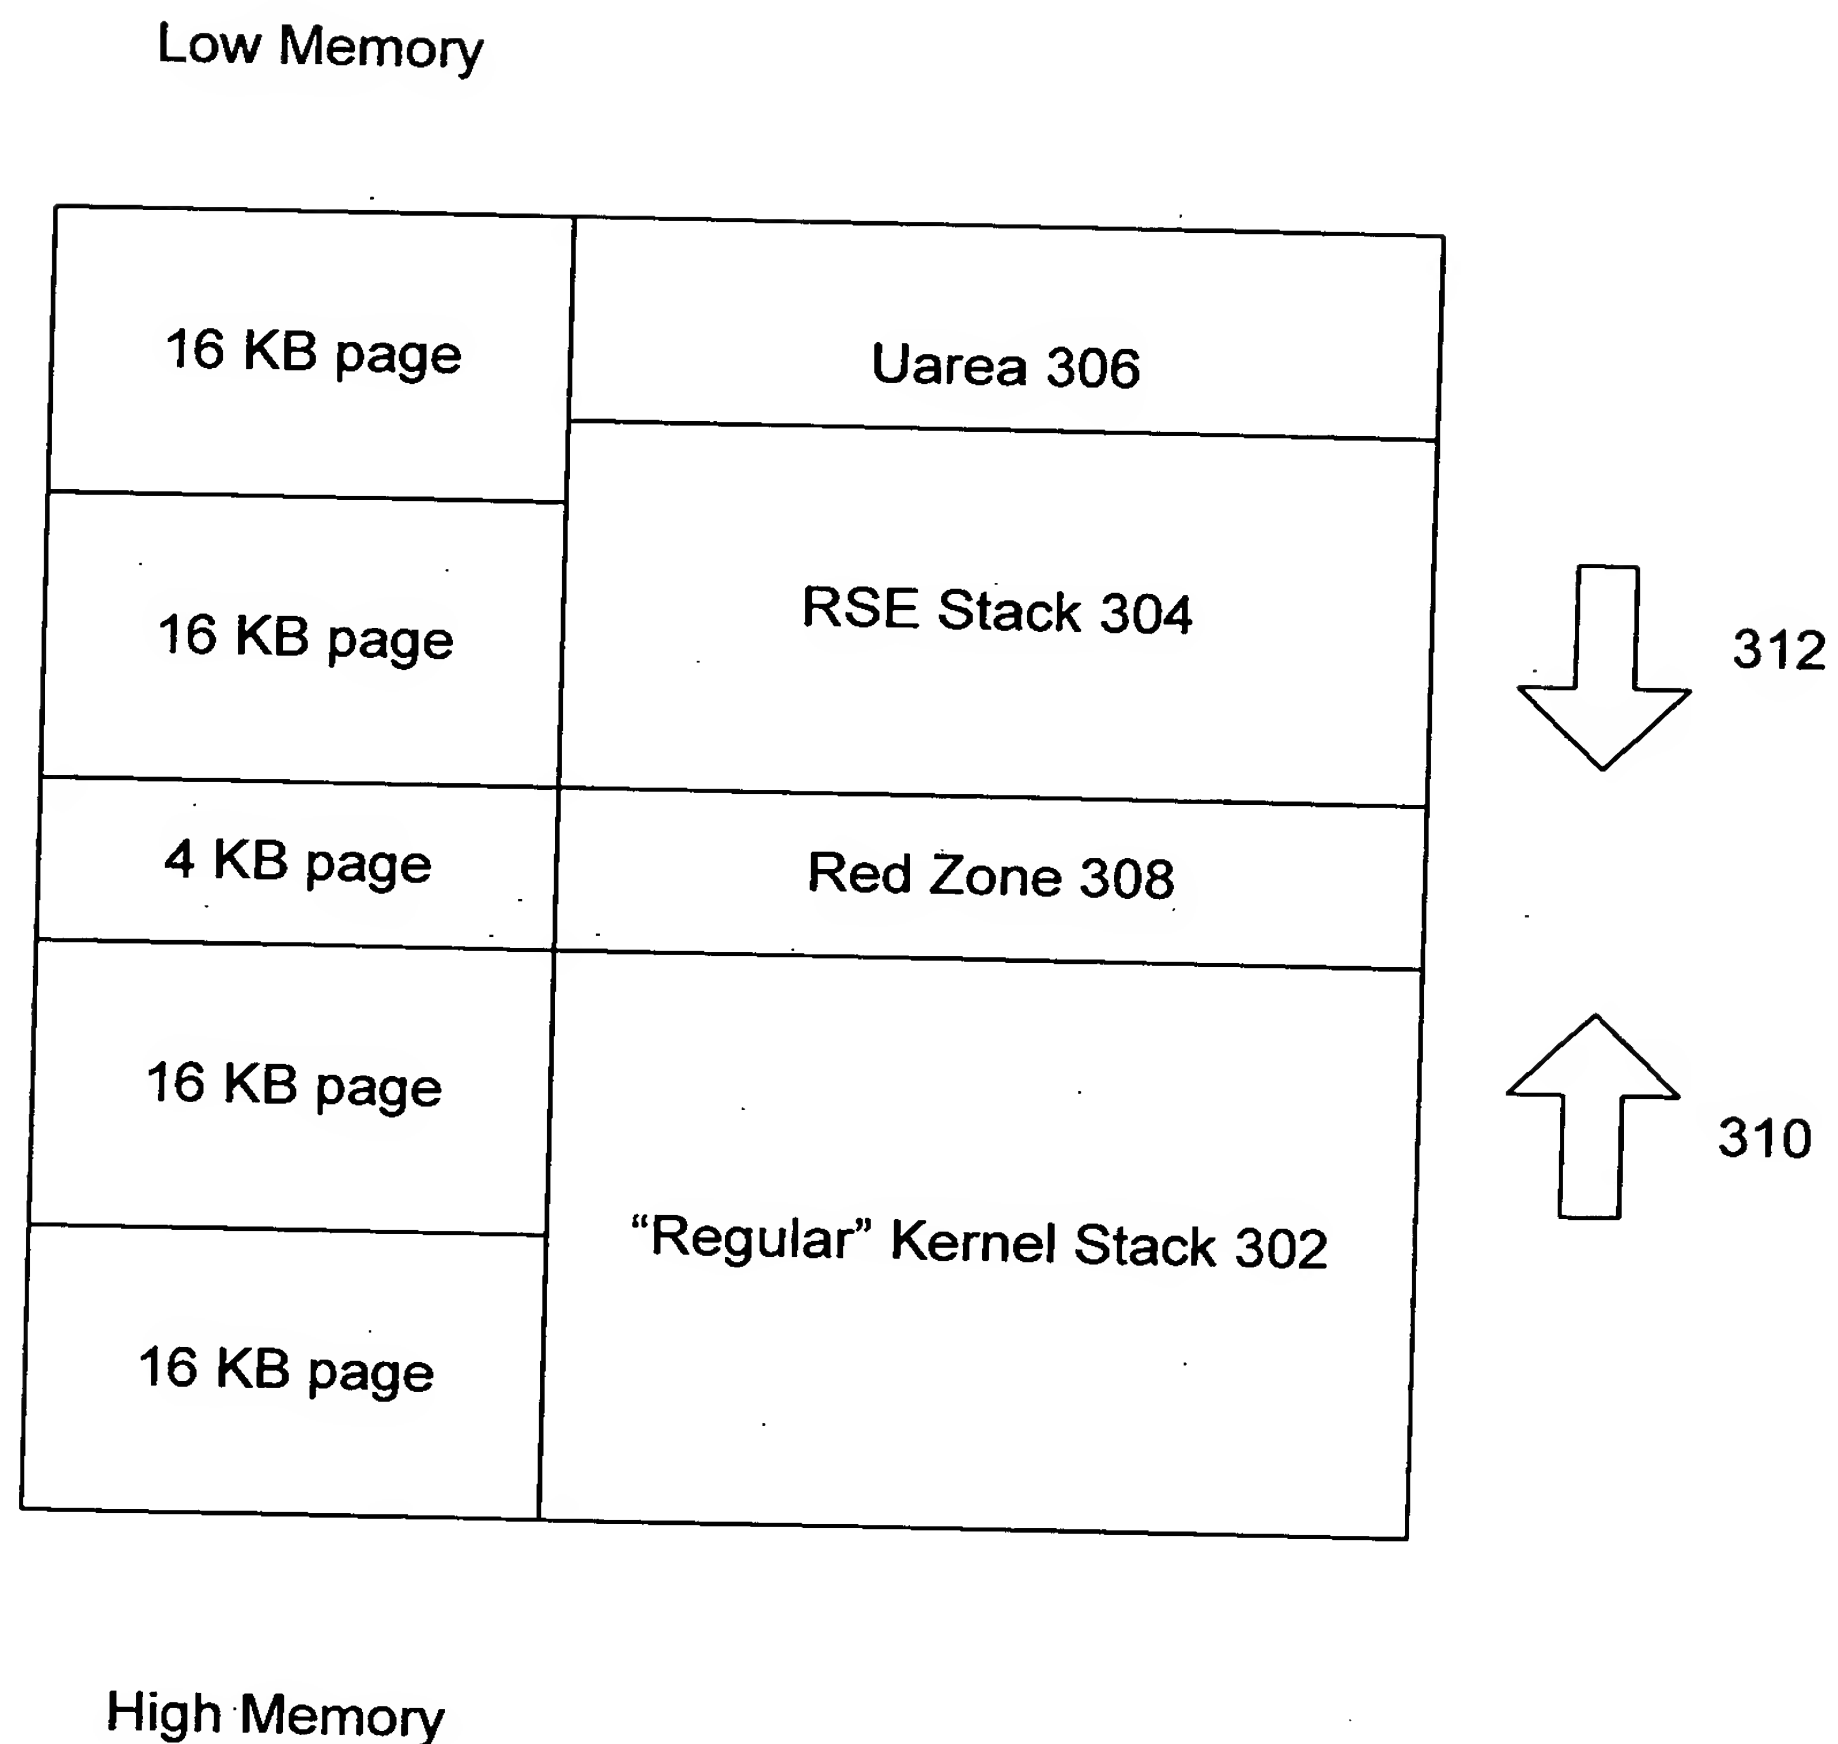 Low Memory
16 KB page
Uarea 306
16 KB page
RSE Stack 304
312
4 KB page
Red Zone 308
16 KB page
310
“Regular” Kernel Stack 302
16 KB page
High Memory